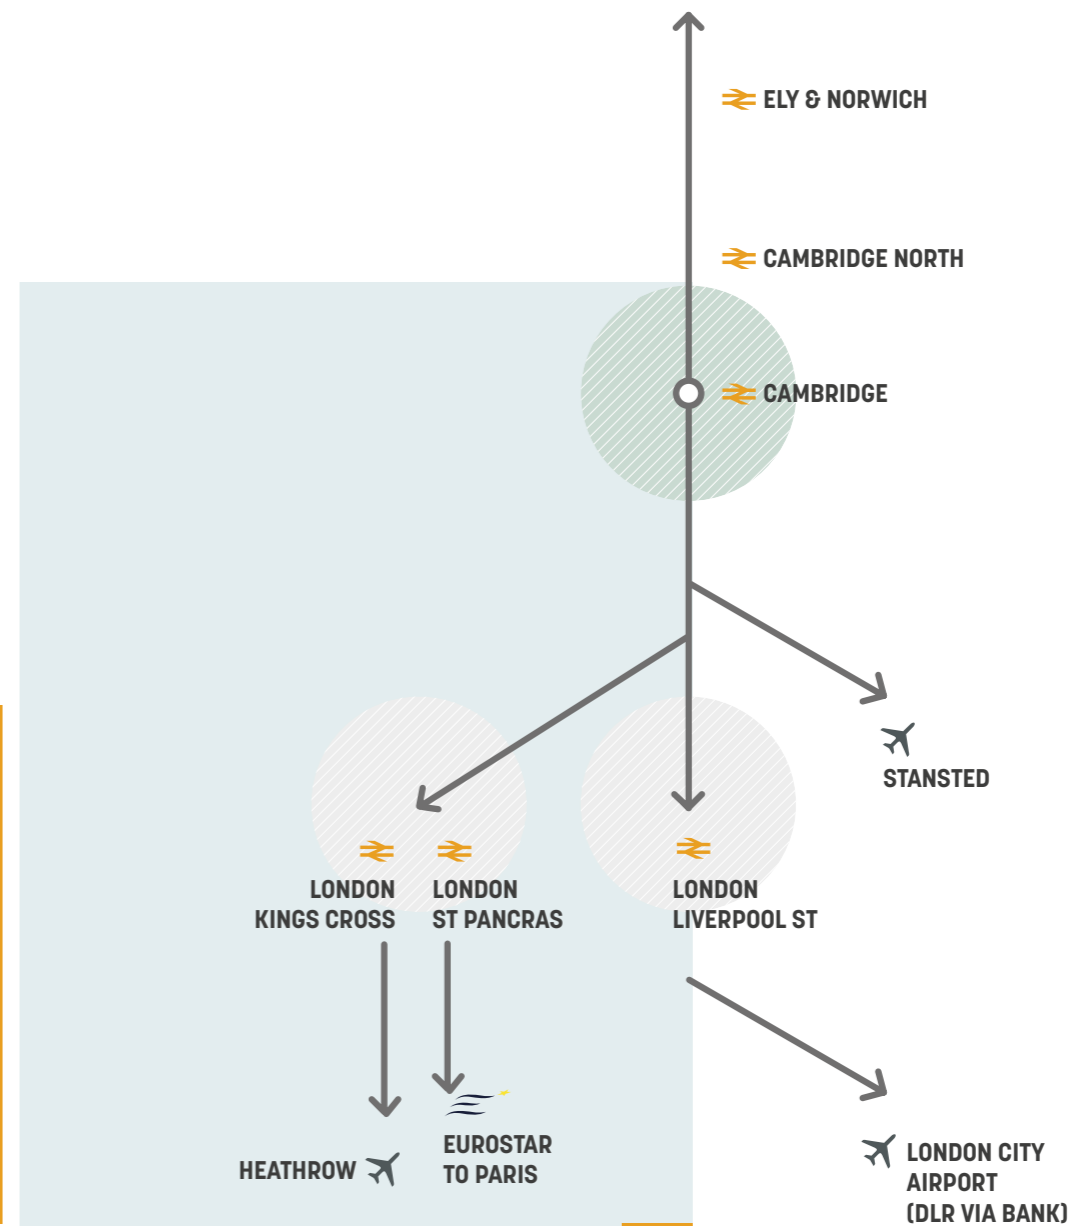 ELY & NORWICH
CAMBRIDGE NORTH
CAMBRIDGE
STANSTED
LONDON
KINGS CROSS
LONDON
ST PANCRAS
LONDON
LIVERPOOL ST
HEATHROW
EUROSTAR
TO PARIS
LONDON CITY
AIRPORT
(DLR VIA BANK)